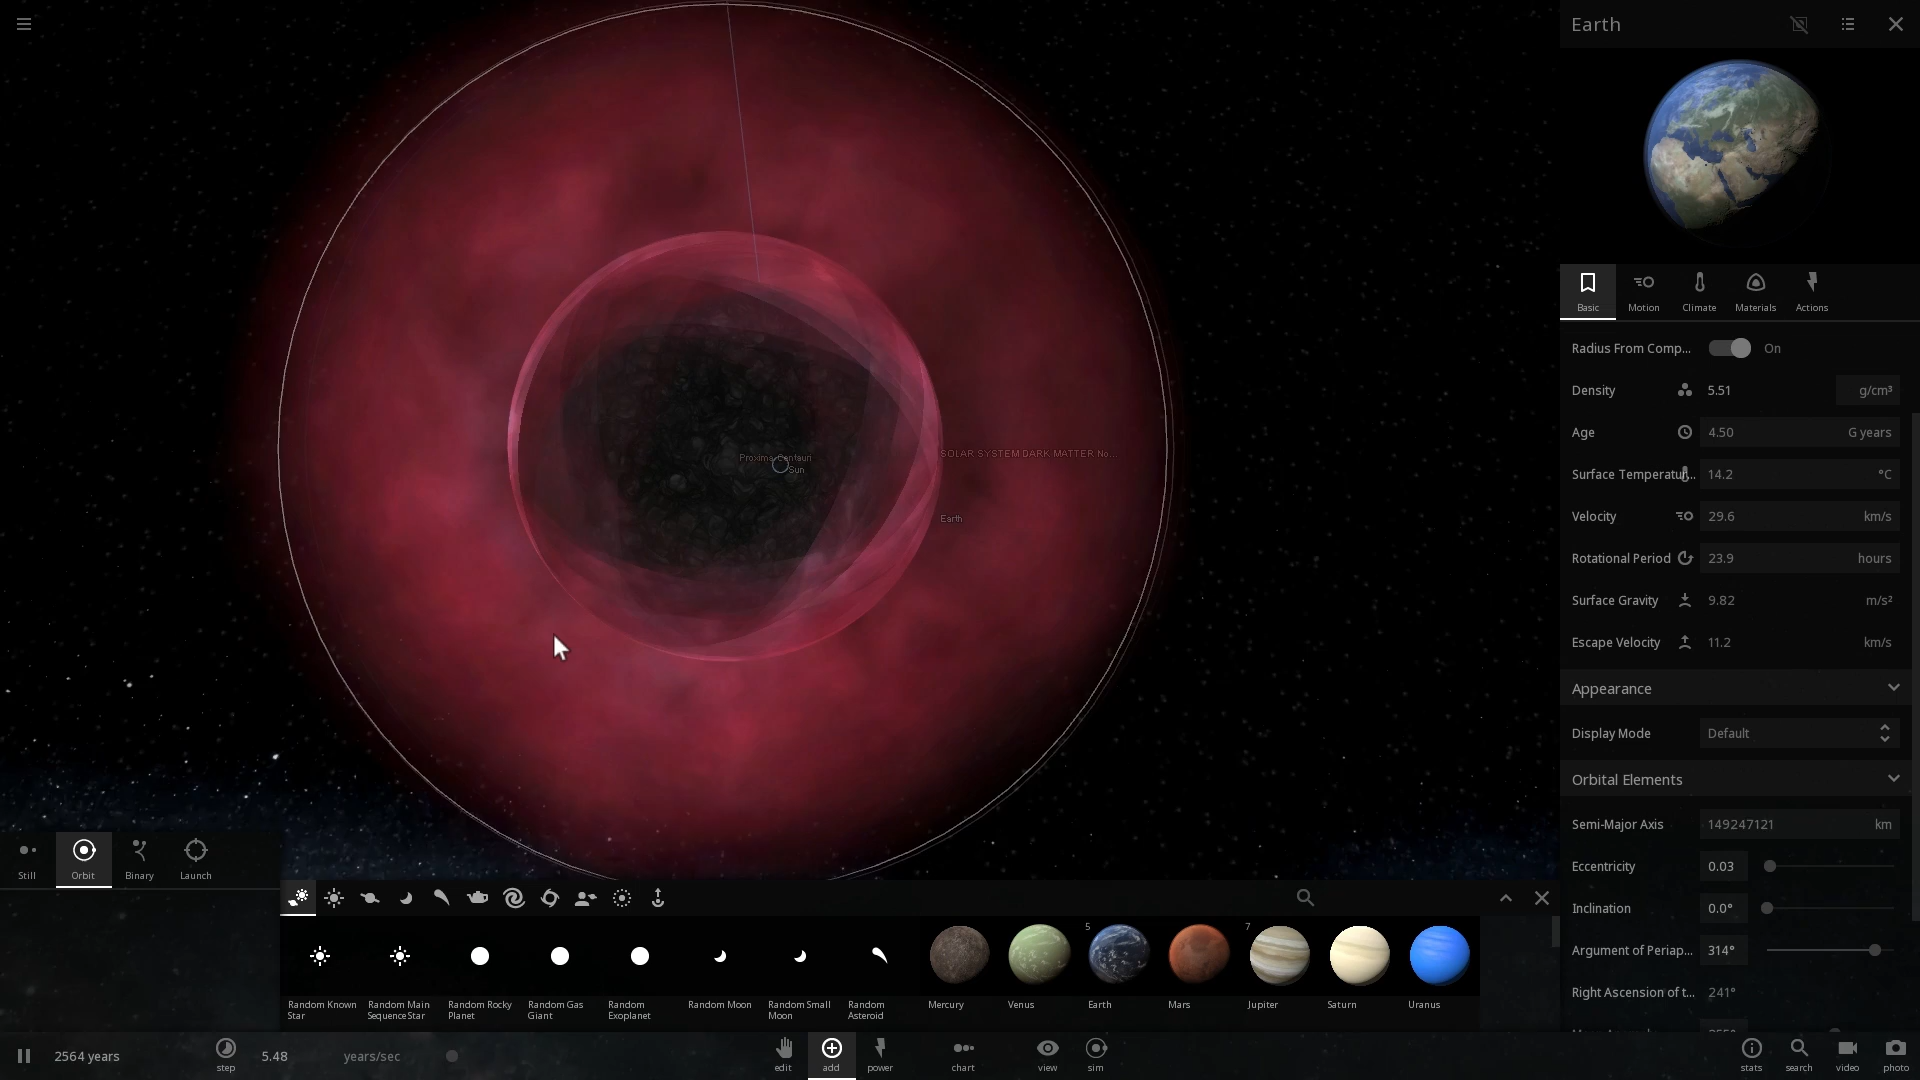 Earth
Basic
Motion
Climate
Materials
Actions
Radius From Comp... On
Density 5.51 g/cm³
Age 4.50 G years
Surface Temperatur... 14.2 °C
Velocity 29.6 km/s
Rotational Period 23.9 hours
Surface Gravity 9.82 m/s²
Escape Velocity 11.2 km/s
Appearance
Display Mode Default
Orbital Elements
Semi-Major Axis 149247121 km
Eccentricity 0.03
Inclination 0.0°
Argument of Periap... 314°
Right Ascension of t... 241°
Proxima Centauri
Sun
SOLAR SYSTEM DARK MATTER No...
Earth
Still
Orbit
Binary
Launch
5
7
Random Known
Star
Random Main
Sequence Star
Random Rocky
Planet
Random Gas
Giant
Random
Exoplanet
Random Moon
Random Small
Moon
Random
Asteroid
Mercury
Venus
Earth
Mars
Jupiter
Saturn
Uranus
2564 years
step
5.48 years/sec
edit
add
power
chart
view
sim
stats
search
video
photo